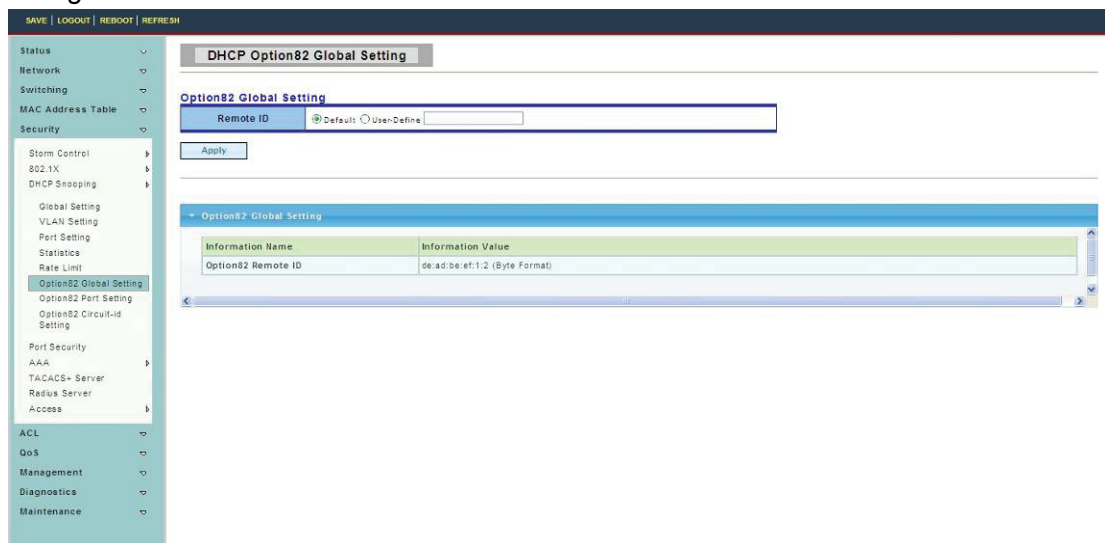 SAVE | LOGOUT | REBOOT | REFRESH
Status
Network
Switching
MAC Address Table
Security
Storm Control
802.1X
DHCP Snooping
Global Setting
VLAN Setting
Port Setting
Statistics
Rate Limit
Option82 Global Setting
Option82 Port Setting
Option82 Circuit-id
Setting
Port Security
AAA
TACACS+ Server
Radius Server
Access
ACL
QoS
Management
Diagnostics
Maintenance
DHCP Option82 Global Setting
Option82 Global Setting
Remote ID Default User-Define
Apply
Option82 Global Setting
Information Name Information Value
Option82 Remote ID de:ad:be:ef:1:2 (Byte Format)